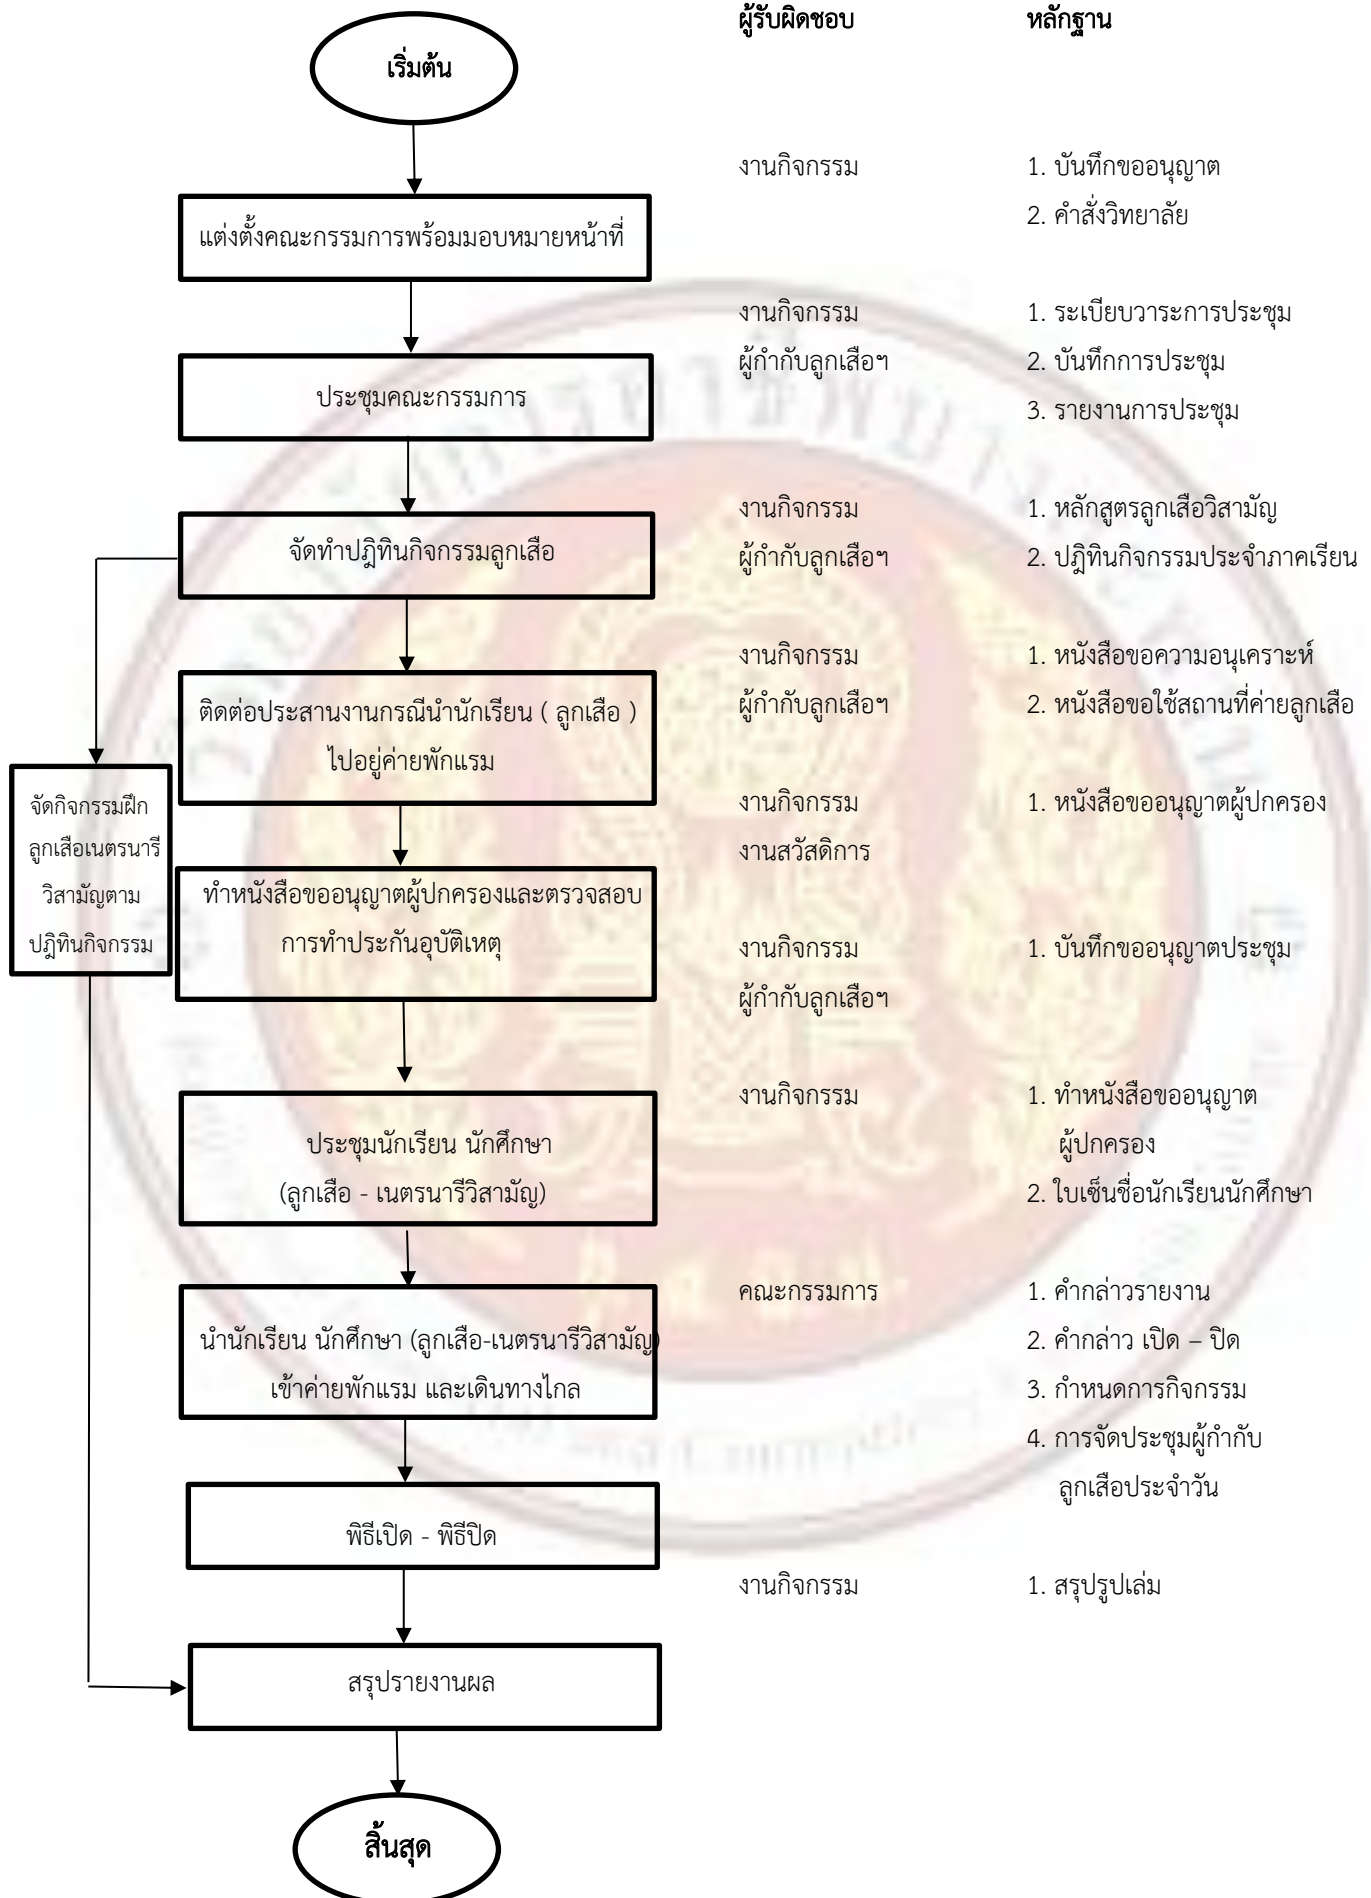 ผู้รับผิดชอบ หลักฐาน
เริ่มต้น
งานกิจกรรม 1. บันทึกขออนุญาต
2. คำสั่งวิทยาลัย
แต่งตั้งคณะกรรมการพร้อมมอบหมายหน้าที่
งานกิจกรรม 1. ระเบียบวาระการประชุม
ผู้กำกับลูกเสือฯ 2. บันทึกการประชุม
ประชุมคณะกรรมการ
3. รายงานการประชุม
งานกิจกรรม 1. หลักสูตรลูกเสือวิสามัญ
จัดทำปฎิทินกิจกรรมลูกเสือ
ผู้กำกับลูกเสือฯ 2. ปฎิทินกิจกรรมประจำภาคเรียน
งานกิจกรรม 1. หนังสือขอความอนุเคราะห์
ผู้กำกับลูกเสือฯ 2. หนังสือขอใช้สถานที่ค่ายลูกเสือ
ติดต่อประสานงานกรณีนำนักเรียน ( ลูกเสือ )
ไปอยู่ค่ายพักแรม
งานกิจกรรม 1. หนังสือขออนุญาตผู้ปกครอง
งานสวัสดิการ
จัดกิจกรรมฝึก
ลูกเสือเนตรนารี
วิสามัญตาม
ปฎิทินกิจกรรม
ทำหนังสือขออนุญาตผู้ปกครองและตรวจสอบ
การทำประกันอุบัติเหตุ
งานกิจกรรม 1. บันทึกขออนุญาตประชุม
ผู้กำกับลูกเสือฯ
งานกิจกรรม 1. ทำหนังสือขออนุญาต
ผู้ปกครอง
2. ใบเซ็นชื่อนักเรียนนักศึกษา
ประชุมนักเรียน นักศึกษา
(ลูกเสือ - เนตรนารีวิสามัญ)
คณะกรรมการ 1. คำกล่าวรายงาน
2. คำกล่าว เปิด – ปิด
3. กำหนดการกิจกรรม
4. การจัดประชุมผู้กำกับ
ลูกเสือประจำวัน
นำนักเรียน นักศึกษา (ลูกเสือ-เนตรนารีวิสามัญ)
เข้าค่ายพักแรม และเดินทางไกล
พิธีเปิด - พิธีปิด
งานกิจกรรม 1. สรุปรูปเล่ม
สรุปรายงานผล
สิ้นสุด